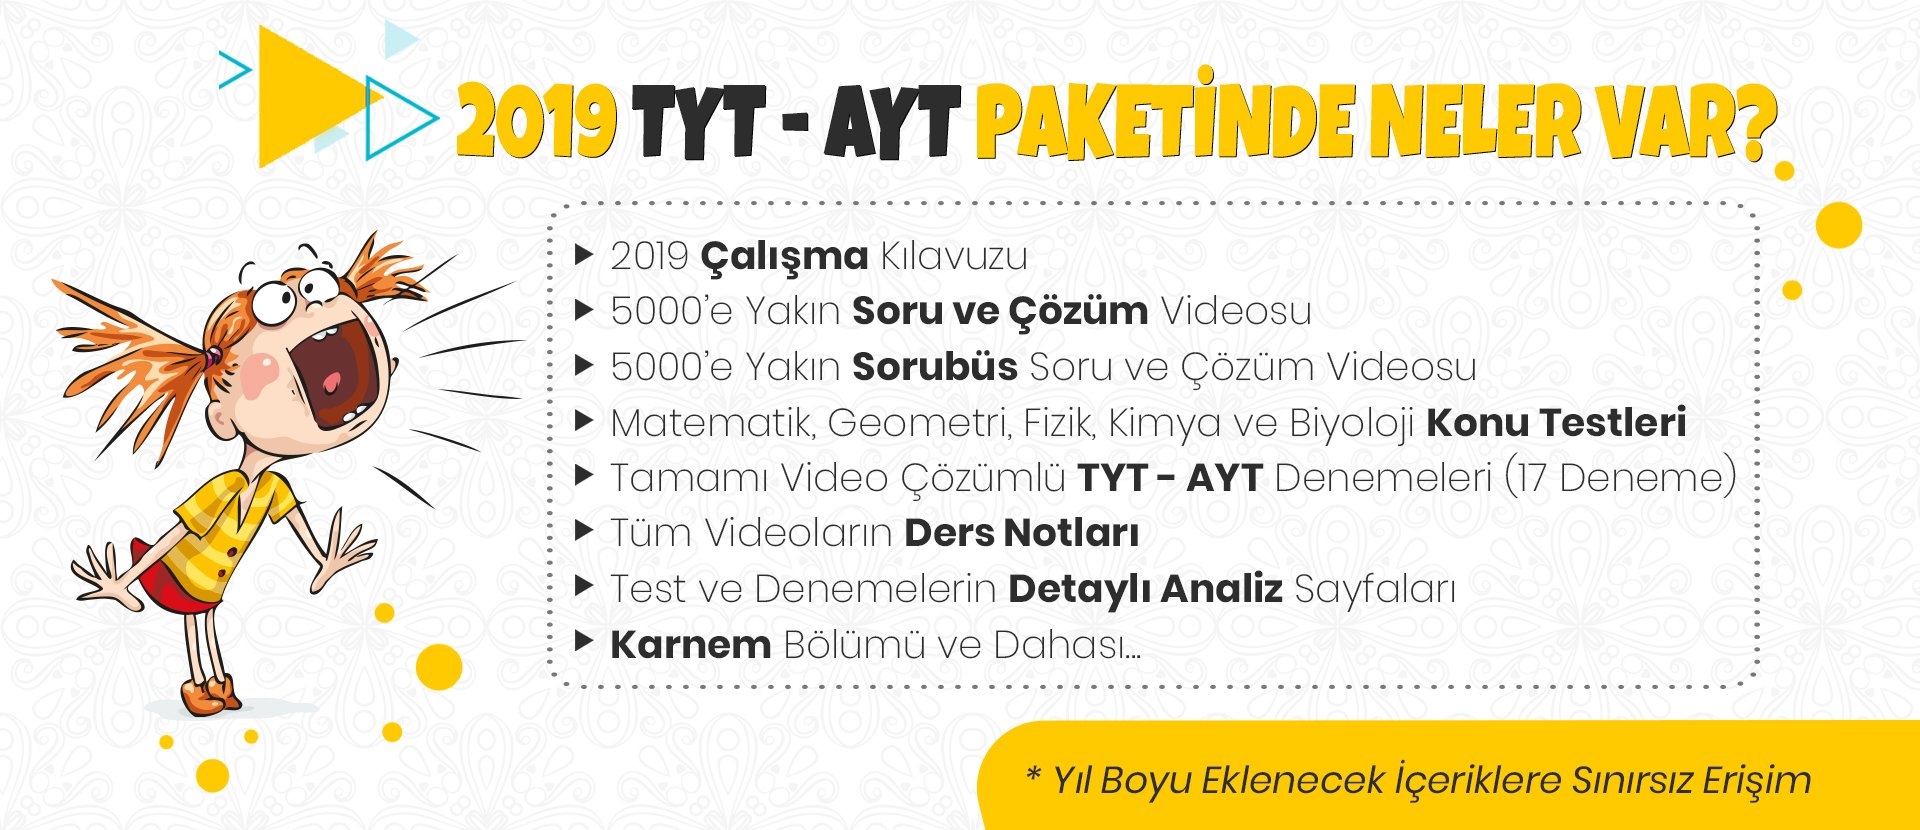 2019 TYT - AYT PAKETİNDE NELER VAR?
2019 Çalışma Kılavuzu
5000'e Yakın Soru ve Çözüm Videosu
5000'e Yakın Sorubüs Soru ve Çözüm Videosu
Matematik, Geometri, Fizik, Kimya ve Biyoloji Konu Testleri
Tamamı Video Çözümlü TYT - AYT Denemeleri (17 Deneme)
Tüm Videoların Ders Notları
Test ve Denemelerin Detaylı Analiz Sayfaları
Karnem Bölümü ve Dahası...
* Yıl Boyu Eklenecek İçeriklere Sınırsız Erişim